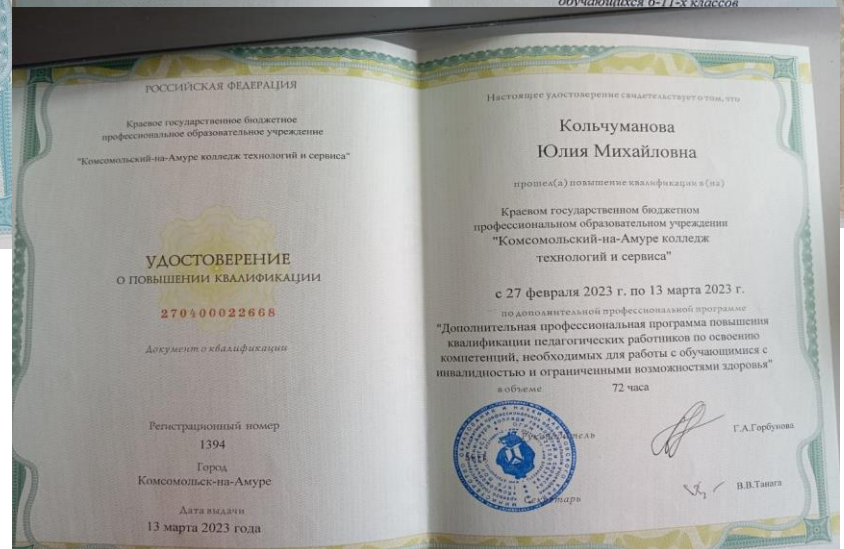 обучающихся 6-11-х классов
РОССИЙСКАЯ ФЕДЕРАЦИЯ
Краевое государственное бюджетное
профессиональное образовательное учреждение
"Комсомольский-на-Амуре колледж технологий и сервиса"
УДОСТОВЕРЕНИЕ
О ПОВЫШЕНИИ КВАЛИФИКАЦИИ
270400022668
Документ о квалификации
Регистрационный номер
1394
Город
Комсомольск-на-Амуре
Дата выдачи
13 марта 2023 года
Настоящее удостоверение свидетельствует о том, что
Кольчуманова
Юлия Михайловна
прошел(а) повышение квалификации в (на)
Краевом государственном бюджетном
профессиональном образовательном учреждении
"Комсомольский-на-Амуре колледж
технологий и сервиса"
с 27 февраля 2023 г. по 13 марта 2023 г.
по дополнительной профессиональной программе
"Дополнительная профессиональная программа повышения
квалификации педагогических работников по освоению
компетенций, необходимых для работы с обучающимися с
инвалидностью и ограниченными возможностями здоровья"
в объеме 72 часа
Руководитель Г.А.Горбунова
Секретарь В.В.Танага